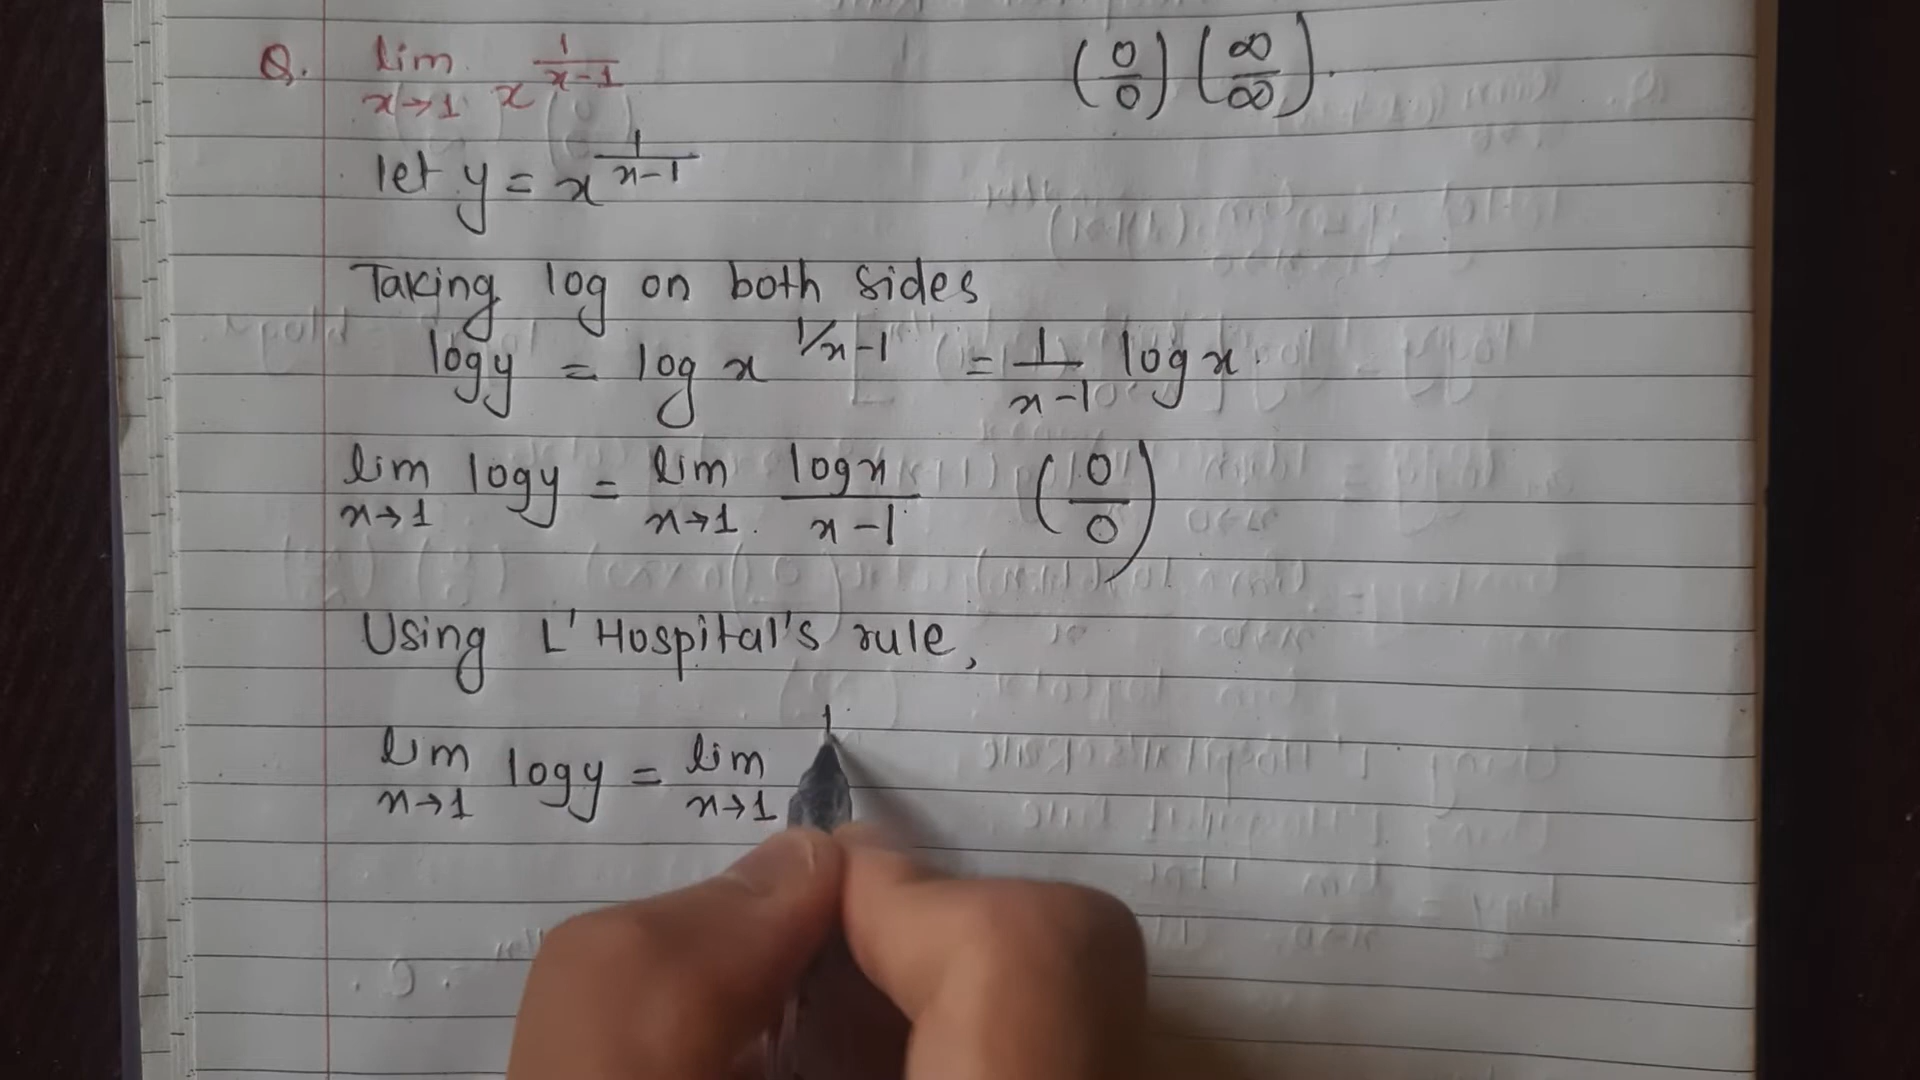 Q. lim x→1 x^(1/(x-1)) (0/0) (∞/∞).
let y = x^(1/(x-1))
Taking log on both sides
log y = log x^(1/x-1) = 1/(x-1) log x
lim x→1 log y = lim x→1 log x/(x-1) (0/0)
Using L'Hospital's rule,
lim x→1 log y = lim x→1 1